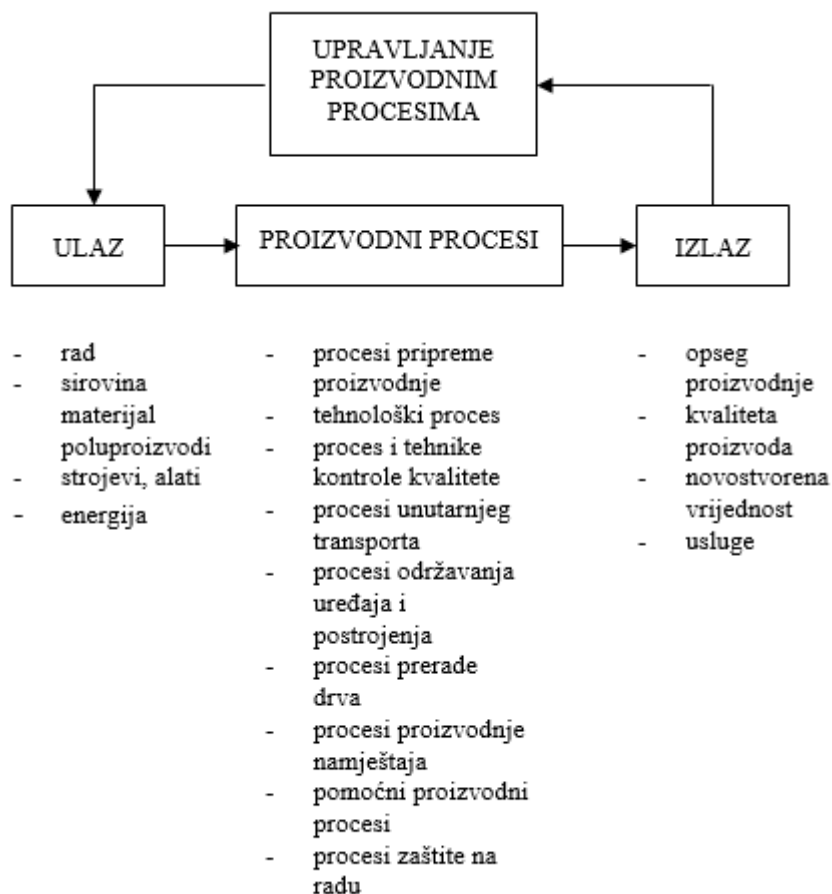 UPRAVLJANJE
PROIZVODNIM
PROCESIMA
ULAZ
PROIZVODNI PROCESI
IZLAZ
- rad
- sirovina
materijal
poluproizvodi
- strojevi, alati
- energija
- procesi pripreme
proizvodnje
- tehnološki proces
- proces i tehnike
kontrole kvalitete
- procesi unutarnjeg
transporta
- procesi održavanja
uređaja i
postrojenja
- procesi prerade
drva
- procesi proizvodnje
namještaja
- pomoćni proizvodni
procesi
- procesi zaštite na
radu
- opseg
proizvodnje
- kvaliteta
proizvoda
- novostvorena
vrijednost
- usluge